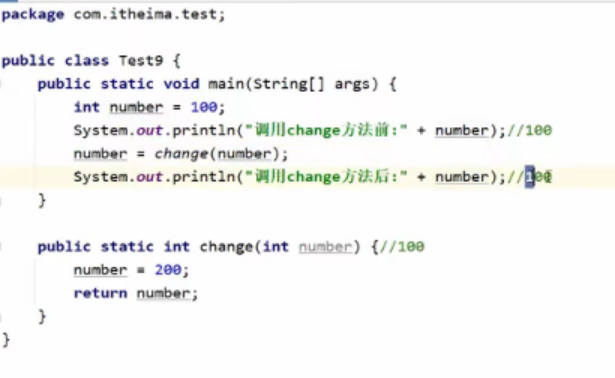 package com.itheima.test;
public class Test9 {
public static void main(String[] args) {
int number = 100;
System.out.println("调用change方法前:" + number);//100
number = change(number);
System.out.println("调用change方法后:" + number);//100
}
public static int change(int number) {//100
number = 200;
return number;
}
}